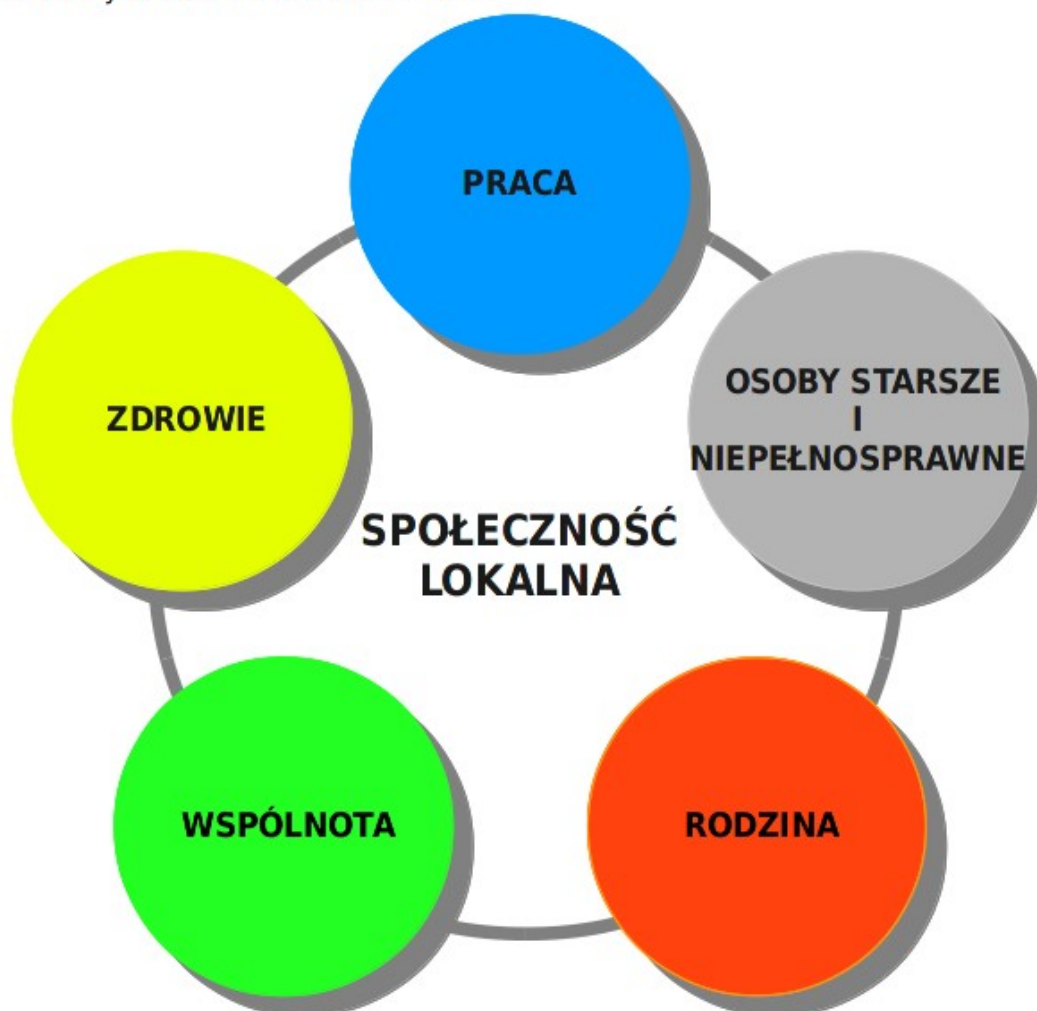 PRACA
ZDROWIE
OSOBY STARSZE
I
NIEPEŁNOSPRAWNE
SPOŁECZNOŚĆ
LOKALNA
WSPÓLNOTA
RODZINA